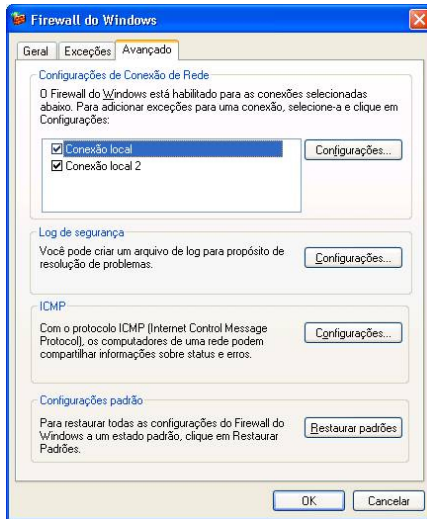 Firewall do Windows
Geral Exceções Avançado
Configurações de Conexão de Rede
O Firewall do Windows está habilitado para as conexões selecionadas
abaixo. Para adicionar exceções para uma conexão, selecione-a e clique em
Configurações:
Conexão local
Conexão local 2
Configurações...
Log de segurança
Você pode criar um arquivo de log para propósito de
resolução de problemas.
Configurações...
ICMP
Com o protocolo ICMP (Internet Control Message
Protocol), os computadores de uma rede podem
compartilhar informações sobre status e erros.
Configurações...
Configurações padrão
Para restaurar todas as configurações do Firewall do
Windows a um estado padrão, clique em Restaurar
Padrões.
Restaurar padrões
OK Cancelar